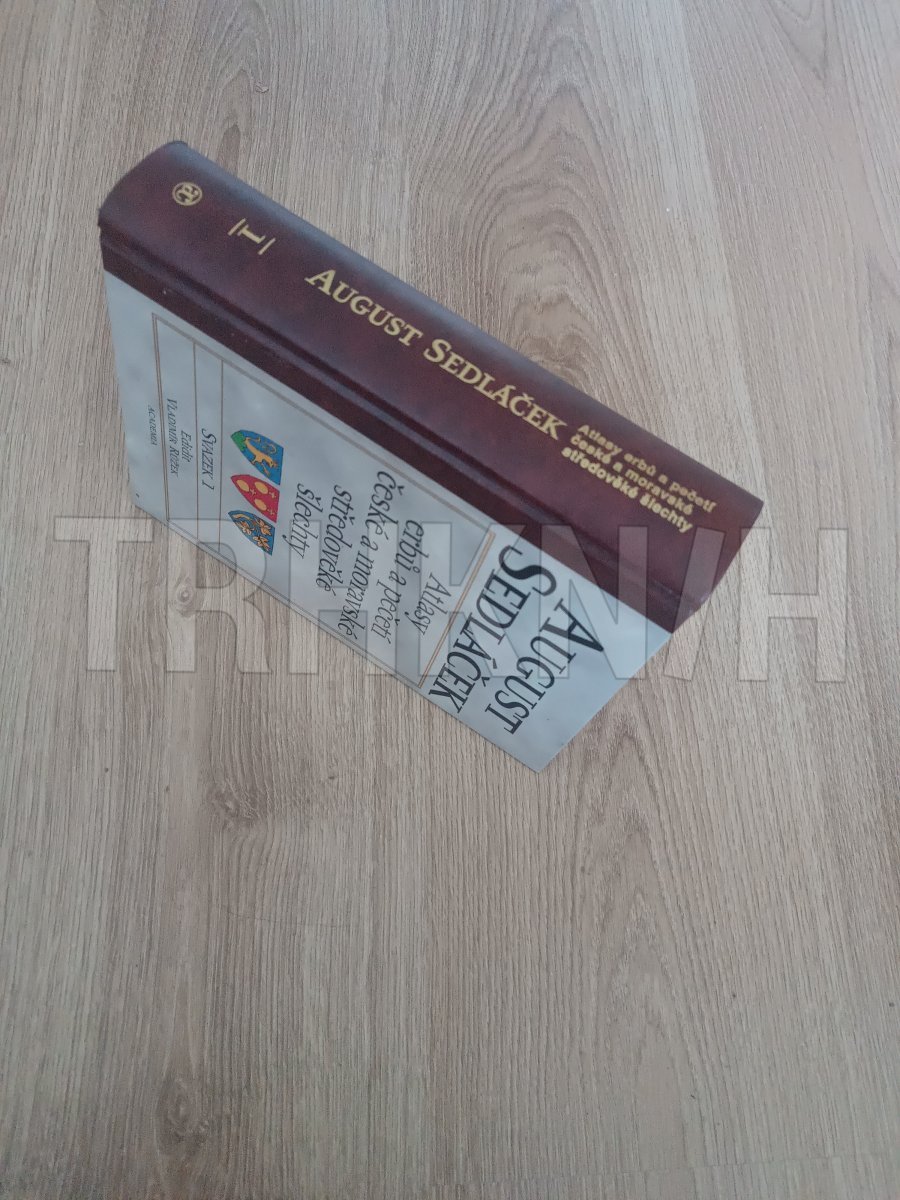 AUGUST SEDLÁČEK
Atlasy erbů a pečetí
české a moravské
středověké šlechty
I
AUGUST
SEDLÁČEK
Atlasy
erbů a pečetí
české a moravské
středověké
šlechty
SVAZEK 1
Editor
VLADIMÍR RŮŽEK
ACADEMIA
TRHKNIH